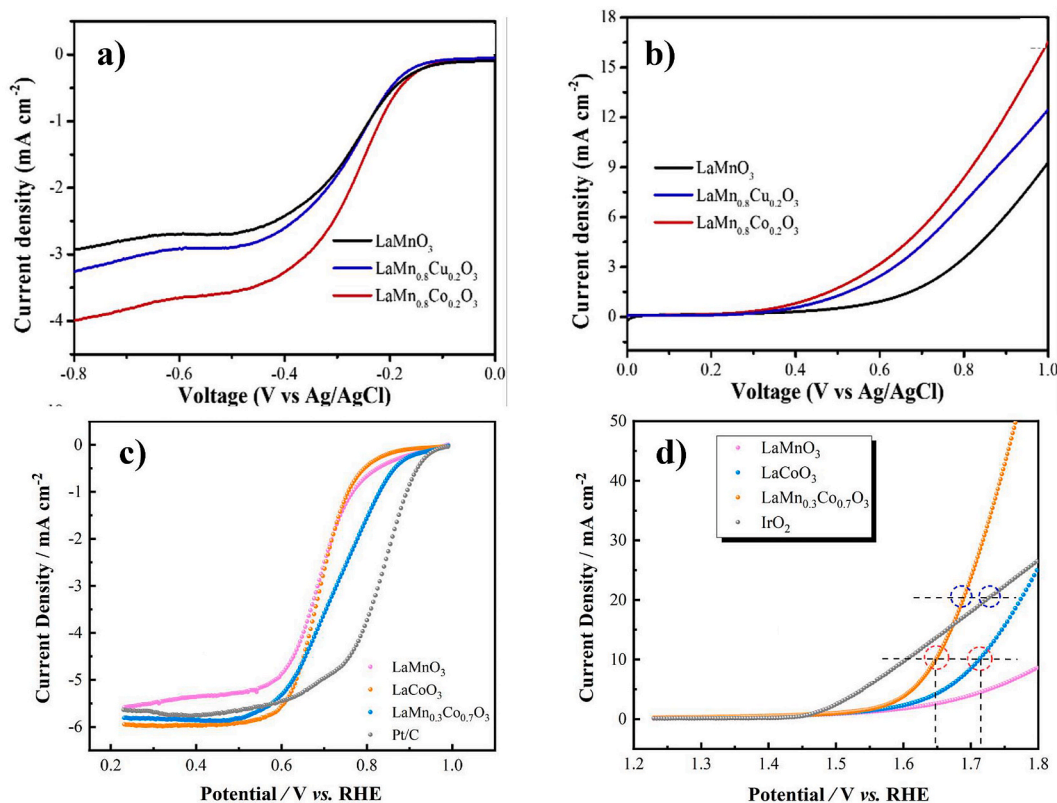 a)
0
-1
-2
-3
-4
Current density (mA cm-2)
LaMnO3
LaMn0.8Cu0.2O3
LaMn0.8Co0.2O3
-0.8 -0.6 -0.4 -0.2 0.0
Voltage (V vs Ag/AgCl)
b)
18
15
12
9
6
3
0
Current density (mA cm-2)
LaMnO3
LaMn0.8Cu0.2O3
LaMn0.8Co0.2O3
0.0 0.2 0.4 0.6 0.8 1.0
Voltage (V vs Ag/AgCl)
c)
0
-1
-2
-3
-4
-5
-6
Current Density / mA cm-2
LaMnO3
LaCoO3
LaMn0.3Co0.7O3
Pt/C
0.2 0.4 0.6 0.8 1.0
Potential / V vs. RHE
d)
50
40
30
20
10
0
Current Density / mA cm-2
LaMnO3
LaCoO3
LaMn0.3Co0.7O3
IrO2
1.2 1.3 1.4 1.5 1.6 1.7 1.8
Potential / V vs. RHE